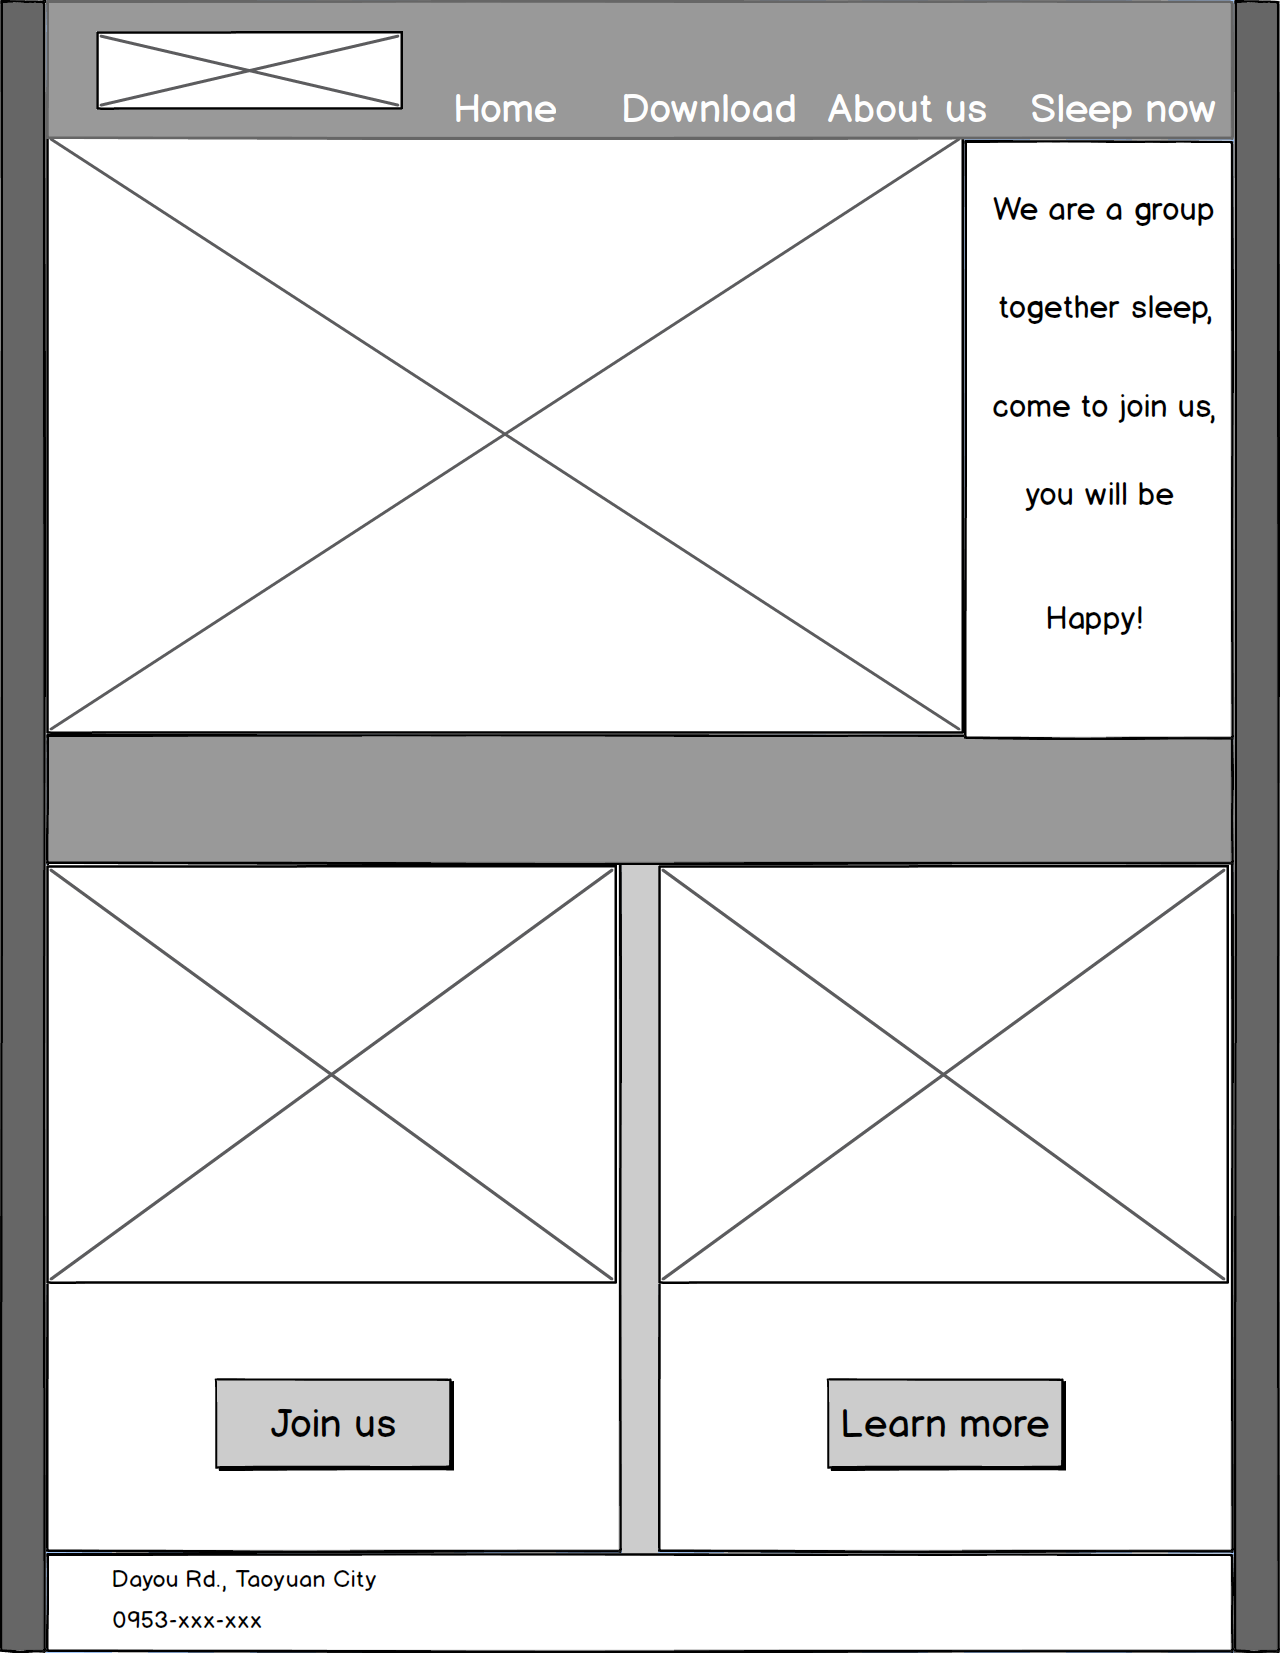 Home Download About us Sleep now
We are a group
together sleep,
come to join us,
you will be
Happy!
Join us
Learn more
Dayou Rd., Taoyuan City
0953-xxx-xxx